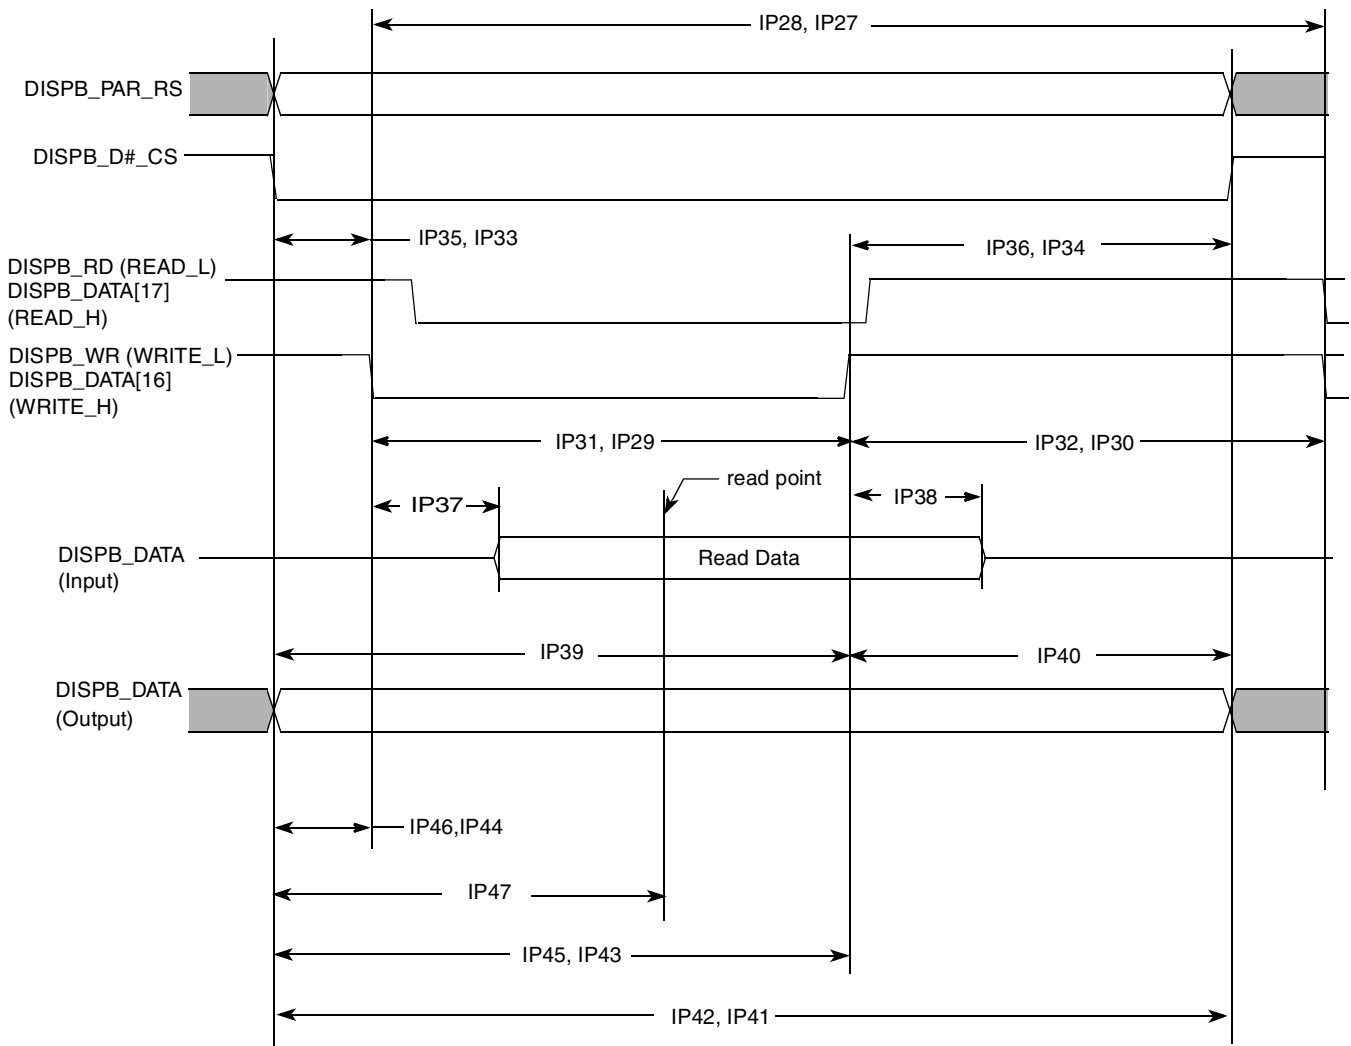 IP28, IP27
DISPB_PAR_RS
DISPB_D#_CS
IP35, IP33
IP36, IP34
DISPB_RD (READ_L)
DISPB_DATA[17]
(READ_H)
DISPB_WR (WRITE_L)
DISPB_DATA[16]
(WRITE_H)
IP31, IP29
IP32, IP30
read point
IP37
IP38
DISPB_DATA
(Input)
Read Data
IP39
IP40
DISPB_DATA
(Output)
IP46,IP44
IP47
IP45, IP43
IP42, IP41